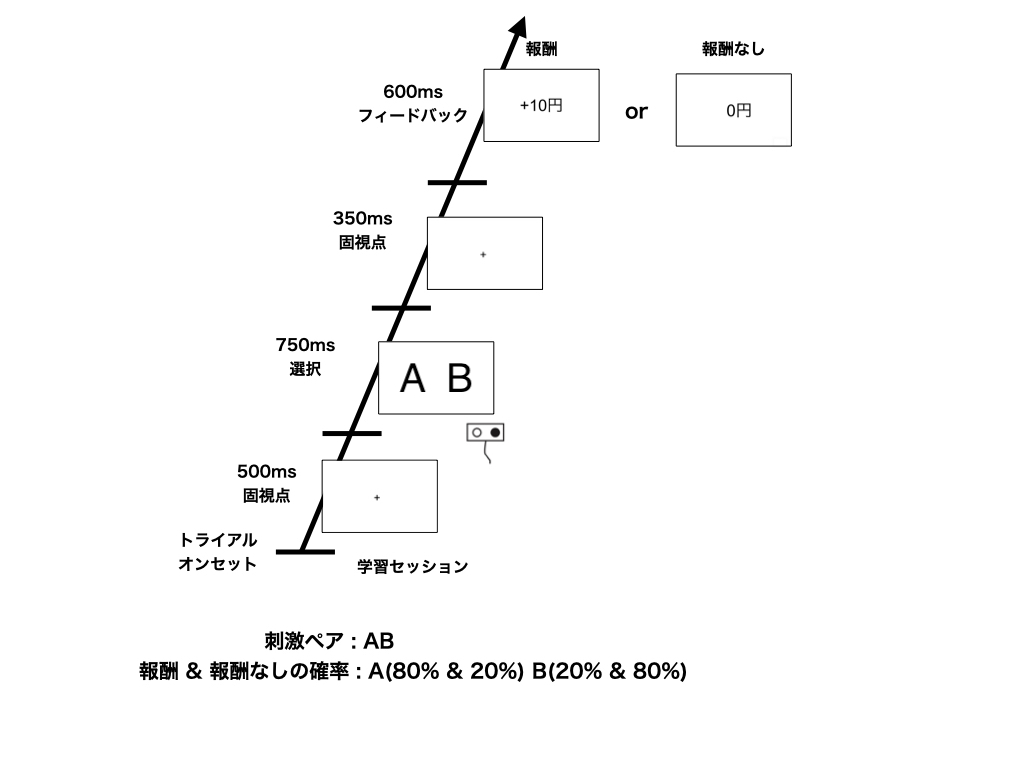 報酬
報酬なし
600ms
フィードバック
+10円
or
0円
350ms
固視点
+
750ms
選択
A B
500ms
固視点
+
トライアル
オンセット
学習セッション
刺激ペア : AB
報酬 & 報酬なしの確率 : A(80% & 20%) B(20% & 80%)